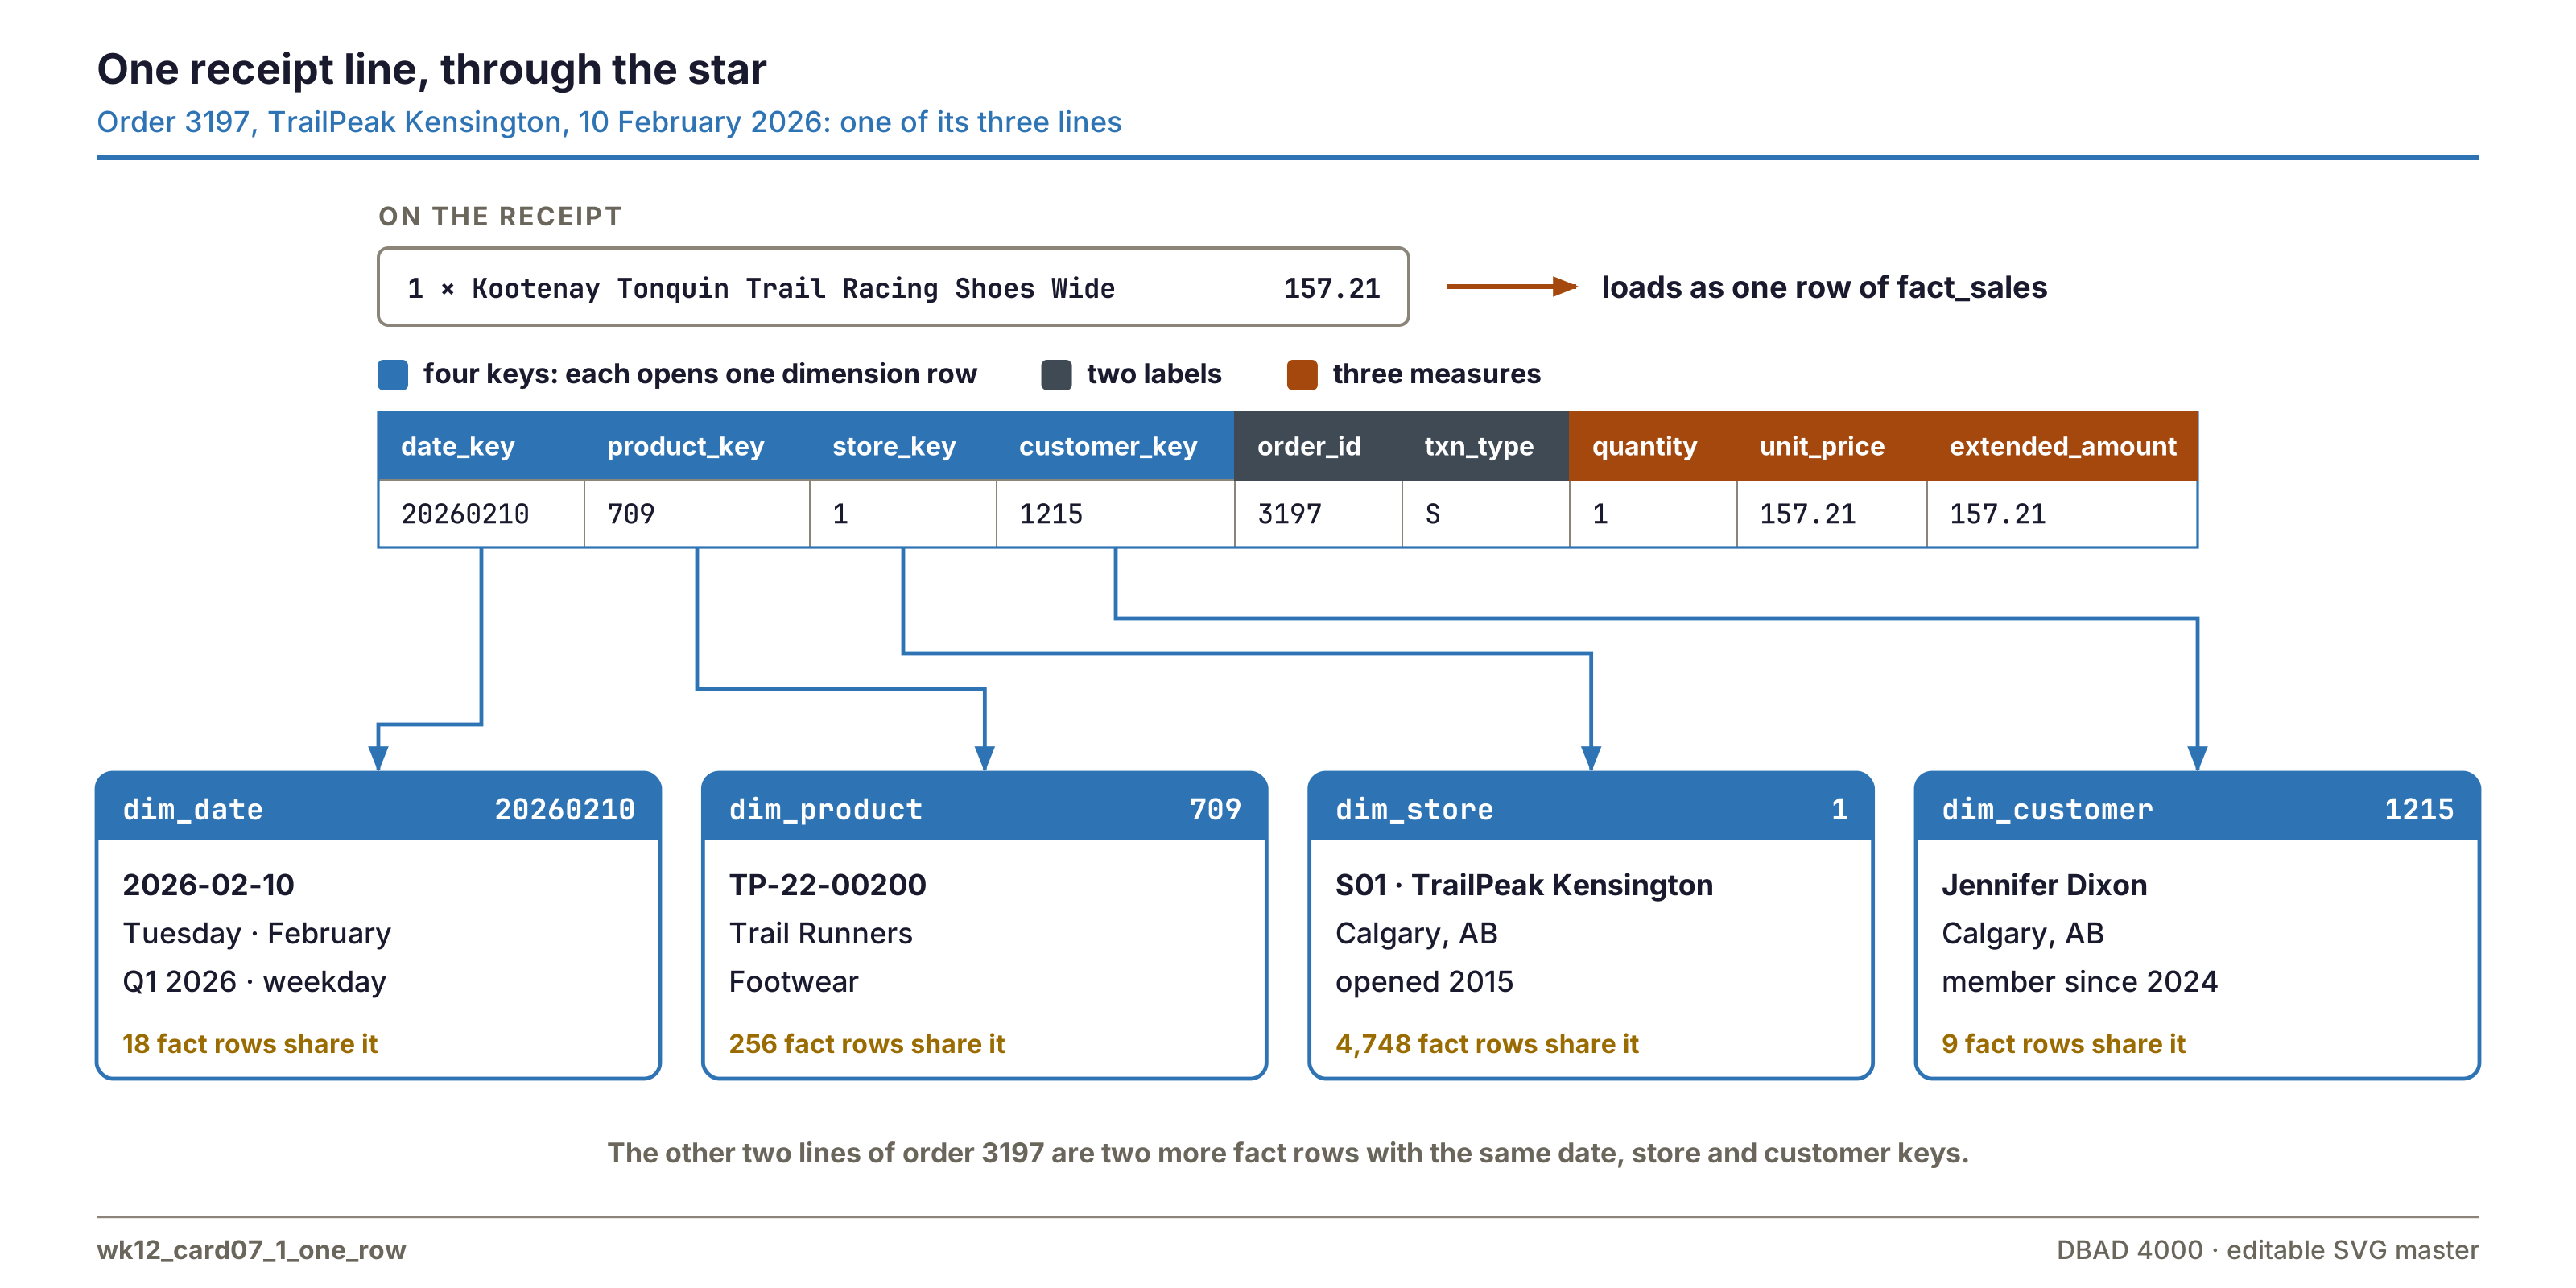 One receipt line, through the star
Order 3197, TrailPeak Kensington, 10 February 2026: one of its three lines
ON THE RECEIPT
1 × Kootenay Tonquin Trail Racing Shoes Wide 157.21
loads as one row of fact_sales
four keys: each opens one dimension row two labels three measures
date_key product_key store_key customer_key order_id txn_type quantity unit_price extended_amount
20260210 709 1 1215 3197 S 1 157.21 157.21
dim_date 20260210
2026-02-10
Tuesday · February
Q1 2026 · weekday
18 fact rows share it
dim_product 709
TP-22-00200
Trail Runners
Footwear
256 fact rows share it
dim_store 1
S01 · TrailPeak Kensington
Calgary, AB
opened 2015
4,748 fact rows share it
dim_customer 1215
Jennifer Dixon
Calgary, AB
member since 2024
9 fact rows share it
The other two lines of order 3197 are two more fact rows with the same date, store and customer keys.
wk12_card07_1_one_row
DBAD 4000 · editable SVG master